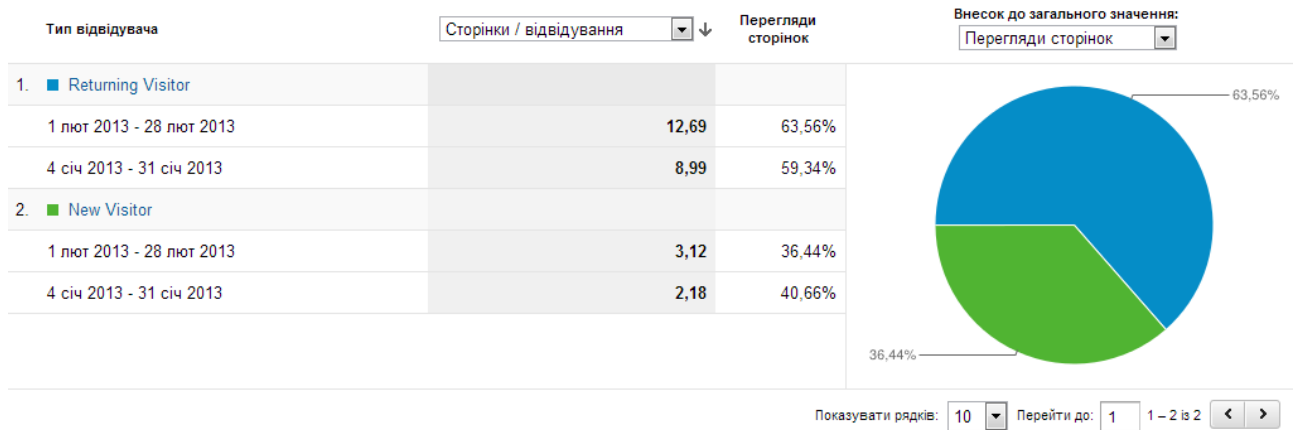 Тип відвідувача
Сторінки / відвідування
Перегляди
сторінок
Внесок до загального значення:
Перегляди сторінок
1. Returning Visitor
1 лют 2013 - 28 лют 2013 12,69 63,56%
4 січ 2013 - 31 січ 2013 8,99 59,34%
2. New Visitor
1 лют 2013 - 28 лют 2013 3,12 36,44%
4 січ 2013 - 31 січ 2013 2,18 40,66%
63,56%
36,44%
Показувати рядків: 10 Перейти до: 1 1 – 2 із 2